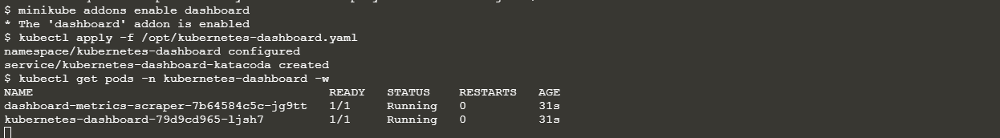 $ minikube addons enable dashboard
* The 'dashboard' addon is enabled
$ kubectl apply -f /opt/kubernetes-dashboard.yaml
namespace/kubernetes-dashboard configured
service/kubernetes-dashboard-katacoda created
$ kubectl get pods -n kubernetes-dashboard -w
NAME READY STATUS RESTARTS AGE
dashboard-metrics-scraper-7b64584c5c-jg9tt 1/1 Running 0 31s
kubernetes-dashboard-79d9cd965-ljsh7 1/1 Running 0 31s